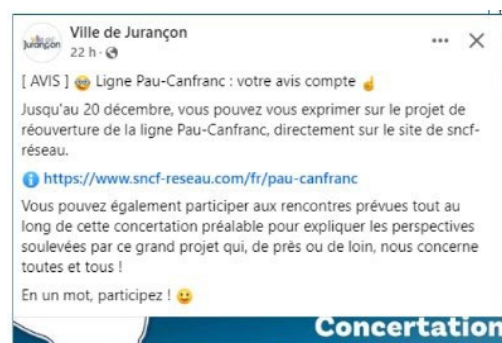 Jurançon
Ville de Jurançon
22 h ·
[ AVIS ] 🤓 Ligne Pau-Canfranc : votre avis compte ☝️
Jusqu'au 20 décembre, vous pouvez vous exprimer sur le projet de
réouverture de la ligne Pau-Canfranc, directement sur le site de sncf-
réseau.
ℹ️ https://www.sncf-reseau.com/fr/pau-canfranc
Vous pouvez également participer aux rencontres prévues tout au
long de cette concertation préalable pour expliquer les perspectives
soulevées par ce grand projet qui, de près ou de loin, nous concerne
toutes et tous !
En un mot, participez ! 😀
Concertation